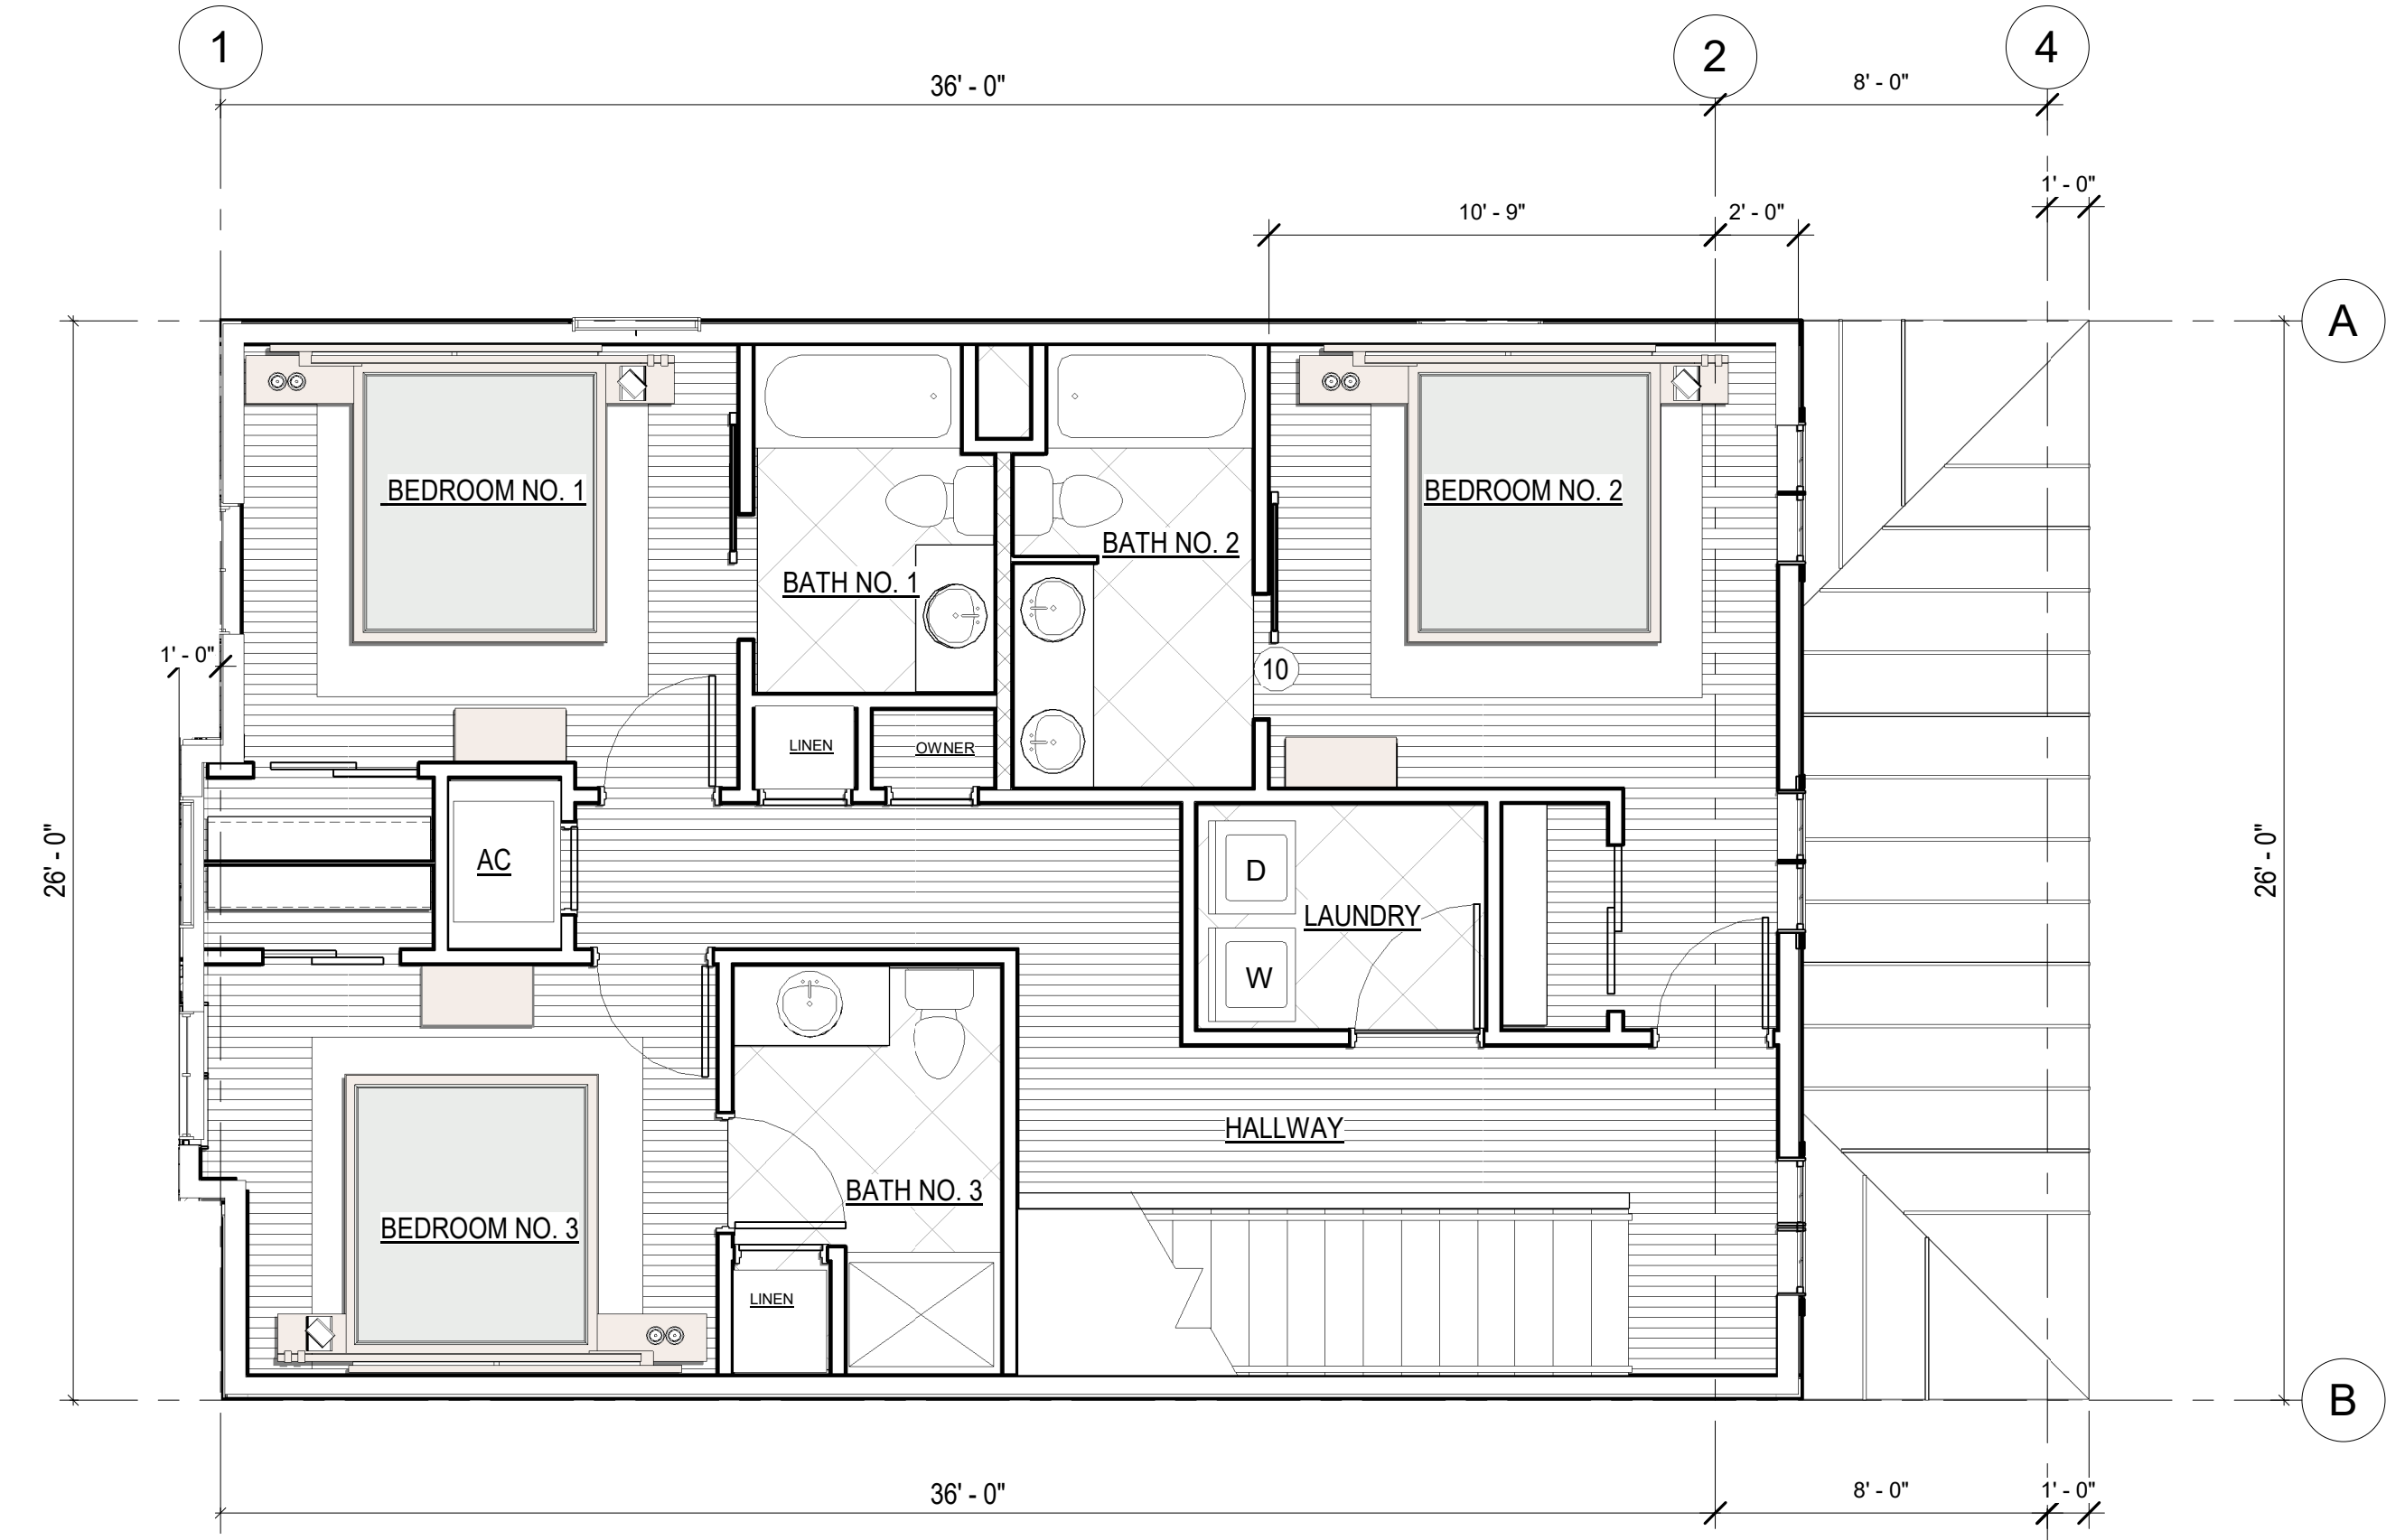 1
2
4
36' - 0"
8' - 0"
1' - 0"
10' - 9"
2' - 0"
A
BEDROOM NO. 1
BEDROOM NO. 2
BATH NO. 2
BATH NO. 1
1' - 0"
10
LINEN
OWNER
26' - 0"
AC
D
LAUNDRY
26' - 0"
W
HALLWAY
BATH NO. 3
BEDROOM NO. 3
LINEN
B
36' - 0"
8' - 0"
1' - 0"